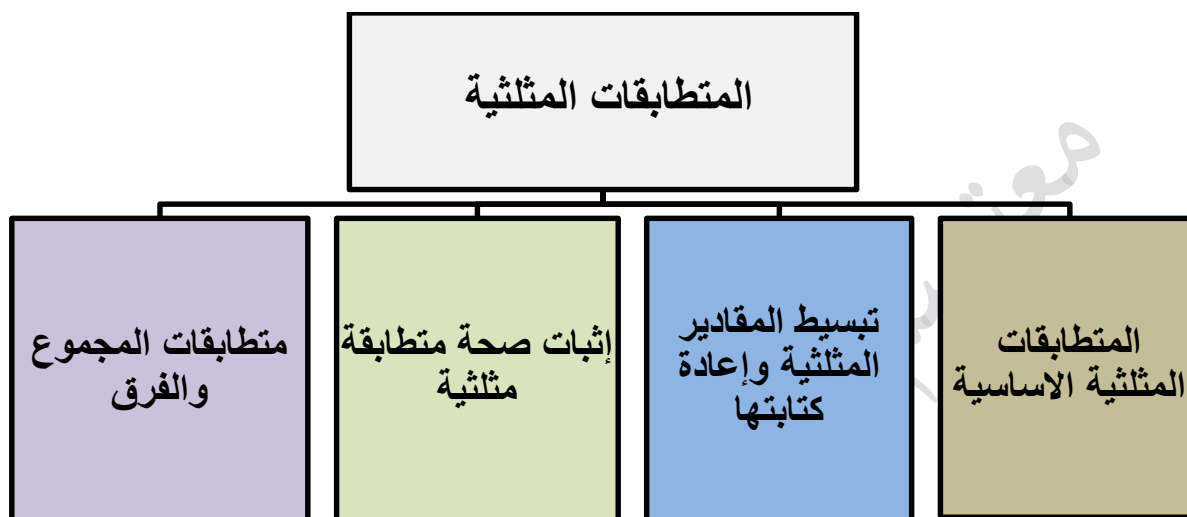 المتطابقات المثلثية
المتطابقات
المثلثية الاساسية
تبسيط المقادير
المثلثية وإعادة
كتابتها
إثبات صحة متطابقة
مثلثية
متطابقات المجموع
والفرق